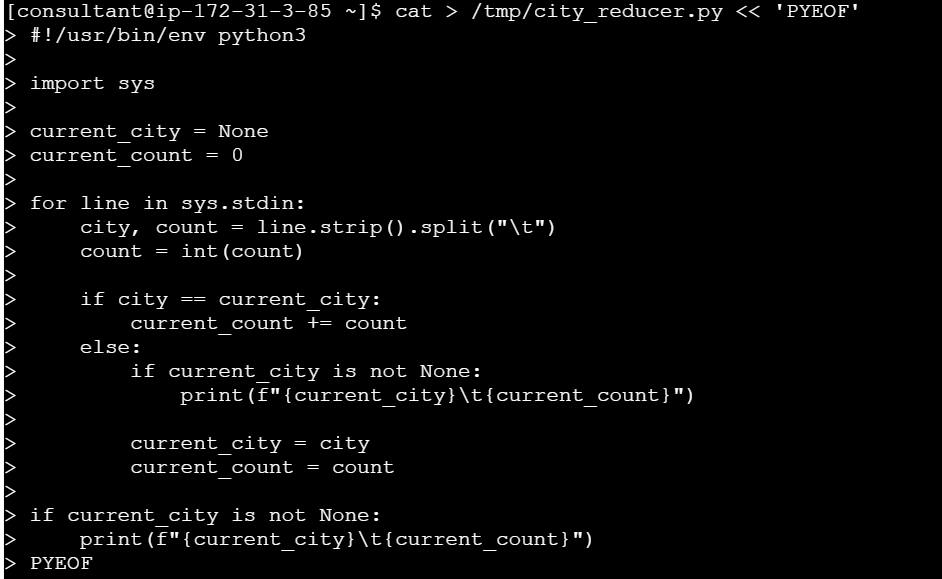 [consultant@ip-172-31-3-85 ~]$ cat > /tmp/city_reducer.py << 'PYEOF'
> #!/usr/bin/env python3
>
> import sys
>
> current_city = None
> current_count = 0
>
> for line in sys.stdin:
>     city, count = line.strip().split("\t")
>     count = int(count)
>
>     if city == current_city:
>         current_count += count
>     else:
>         if current_city is not None:
>             print(f"{current_city}\t{current_count}")
>
>         current_city = city
>         current_count = count
>
> if current_city is not None:
>     print(f"{current_city}\t{current_count}")
> PYEOF